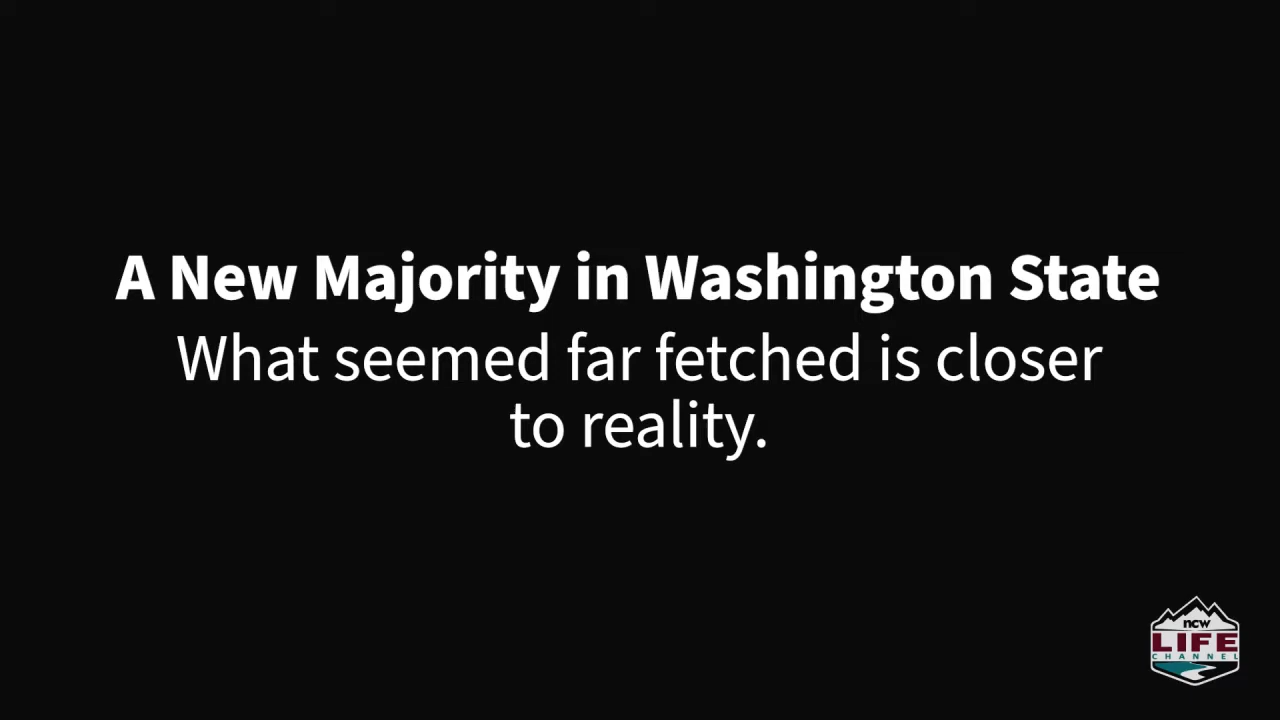 A New Majority in Washington State
What seemed far fetched is closer
to reality.
ncw
LIFE
CHANNEL